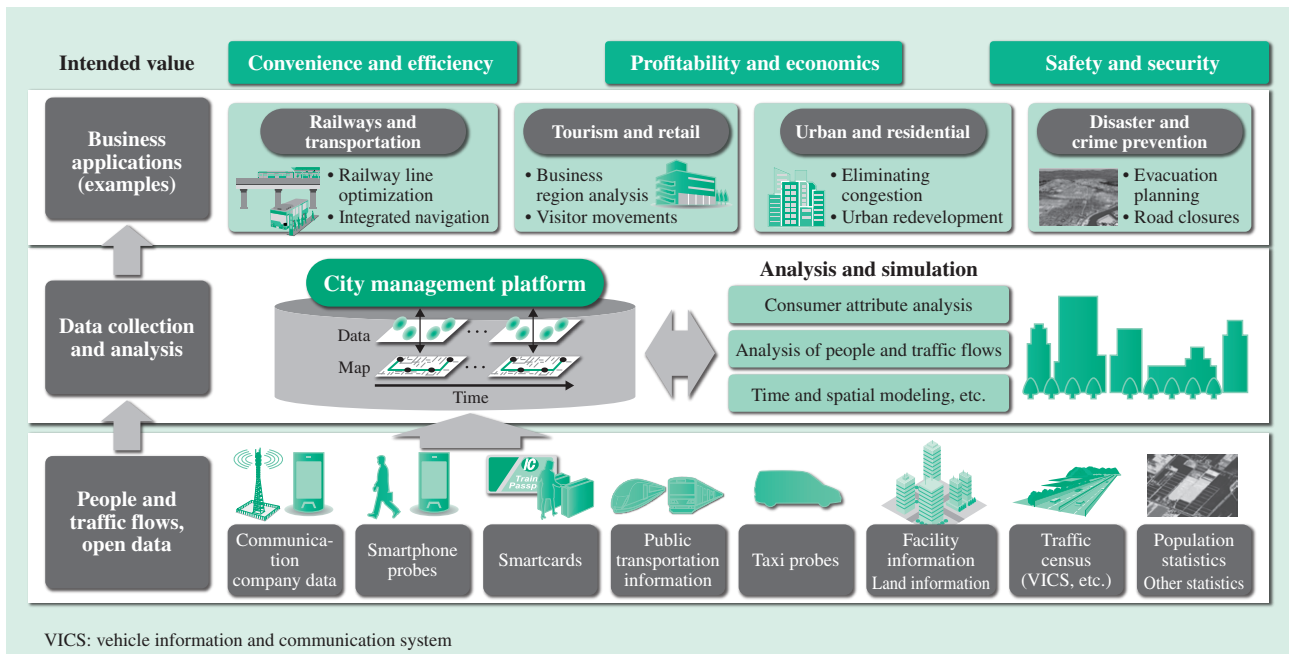 Intended value
Convenience and efficiency
Profitability and economics
Safety and security
Business
applications
(examples)
Railways and
transportation
• Railway line
optimization
• Integrated navigation
Tourism and retail
• Business
region analysis
• Visitor movements
Urban and residential
• Eliminating
congestion
• Urban redevelopment
Disaster and
crime prevention
• Evacuation
planning
• Road closures
Data collection
and analysis
City management platform
Data
...
Map
...
Time
Analysis and simulation
Consumer attribute analysis
Analysis of people and traffic flows
Time and spatial modeling, etc.
People and
traffic flows,
open data
IC
Train
Passp
Communica-
tion
company data
Smartphone
probes
Smartcards
Public
transportation
information
Taxi probes
Facility
information
Land information
Traffic
census
(VICS, etc.)
Population
statistics
Other statistics
VICS: vehicle information and communication system